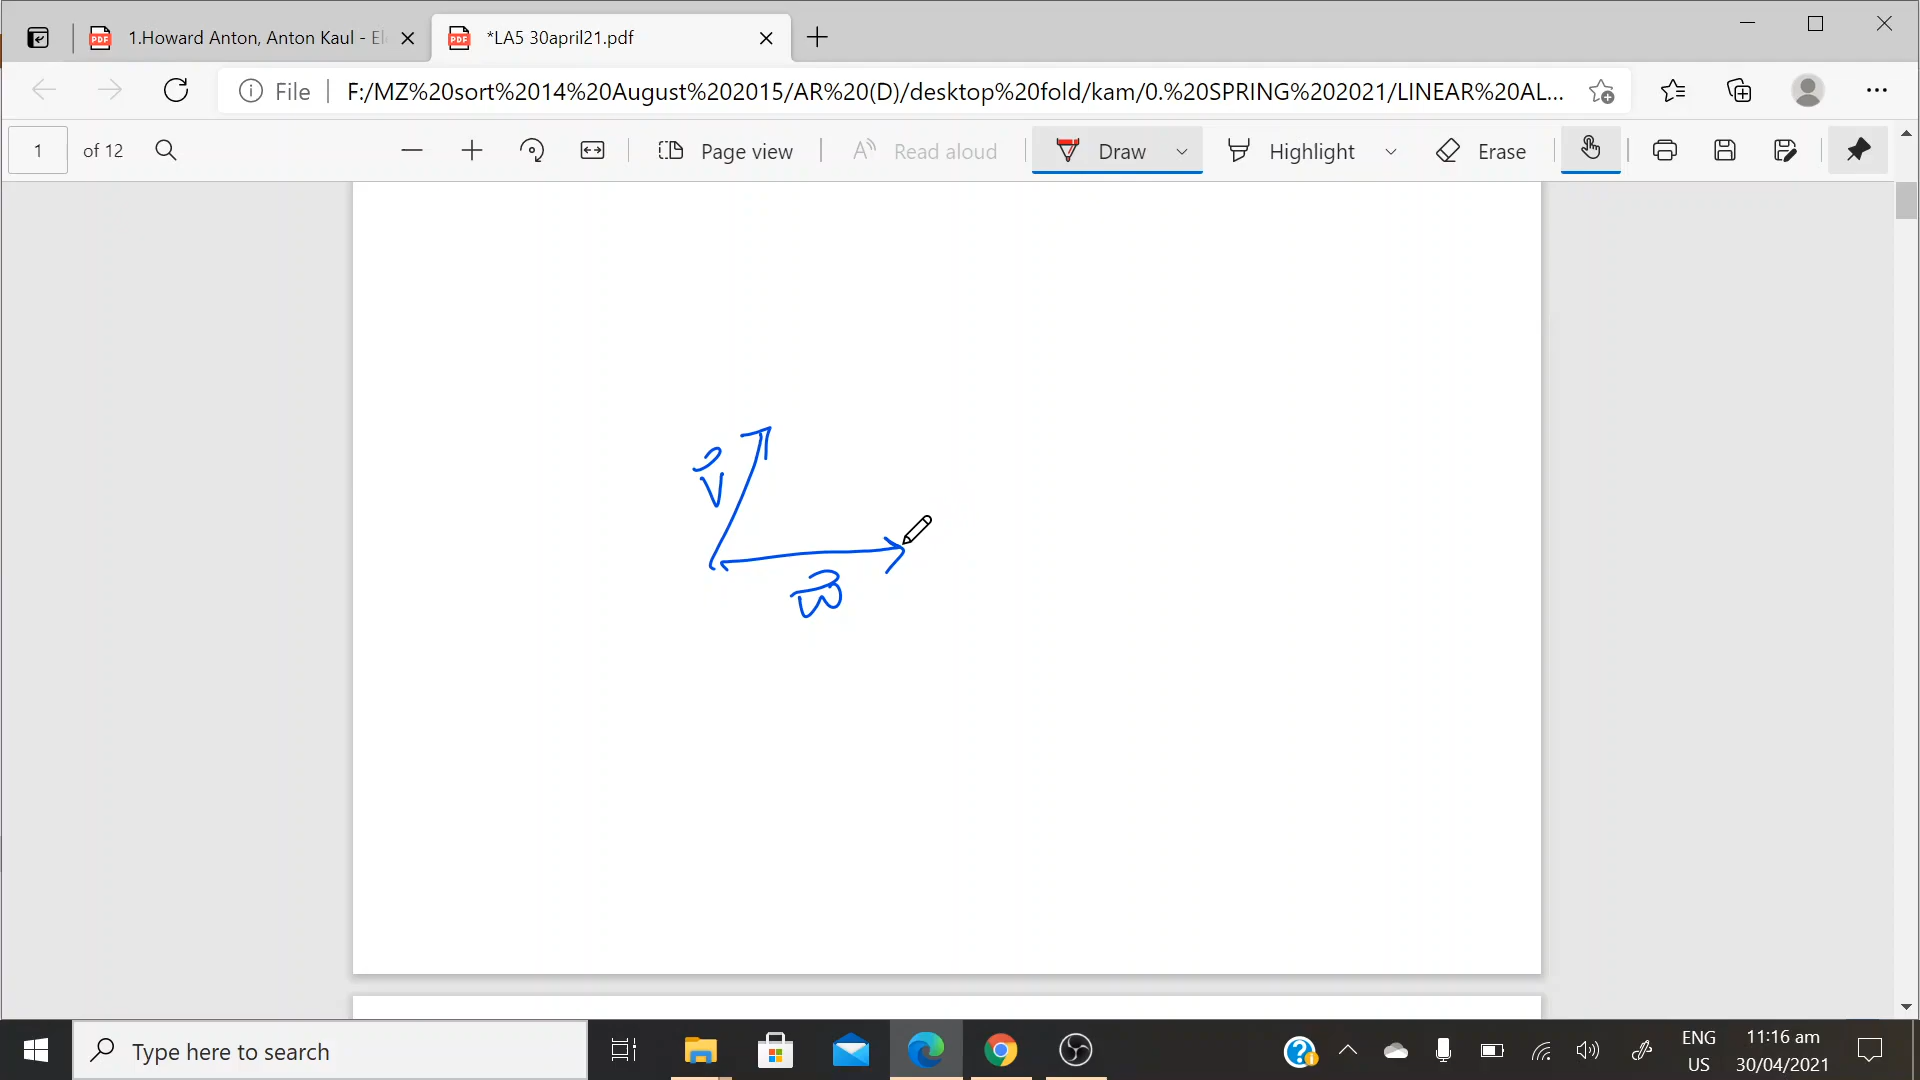 1.Howard Anton, Anton Kaul - El
*LA5 30april21.pdf
File
F:/MZ%20sort%2014%20August%202015/AR%20(D)/desktop%20fold/kam/0.%20SPRING%202021/LINEAR%20AL...
1 of 12
Page view
Read aloud
Draw
Highlight
Erase
v
w
Type here to search
ENG
US
11:16 am
30/04/2021